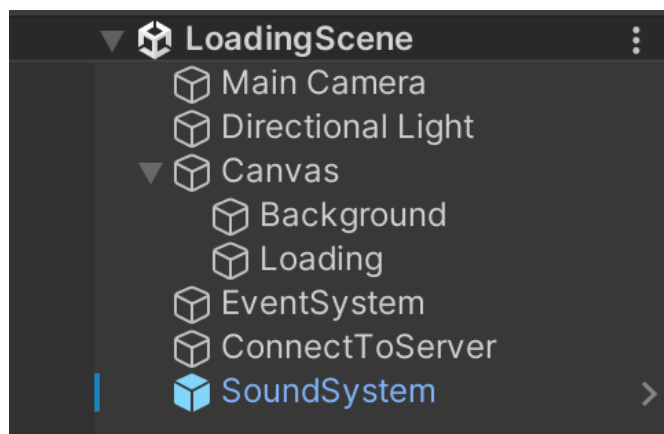 LoadingScene
Main Camera
Directional Light
Canvas
Background
Loading
EventSystem
ConnectToServer
SoundSystem